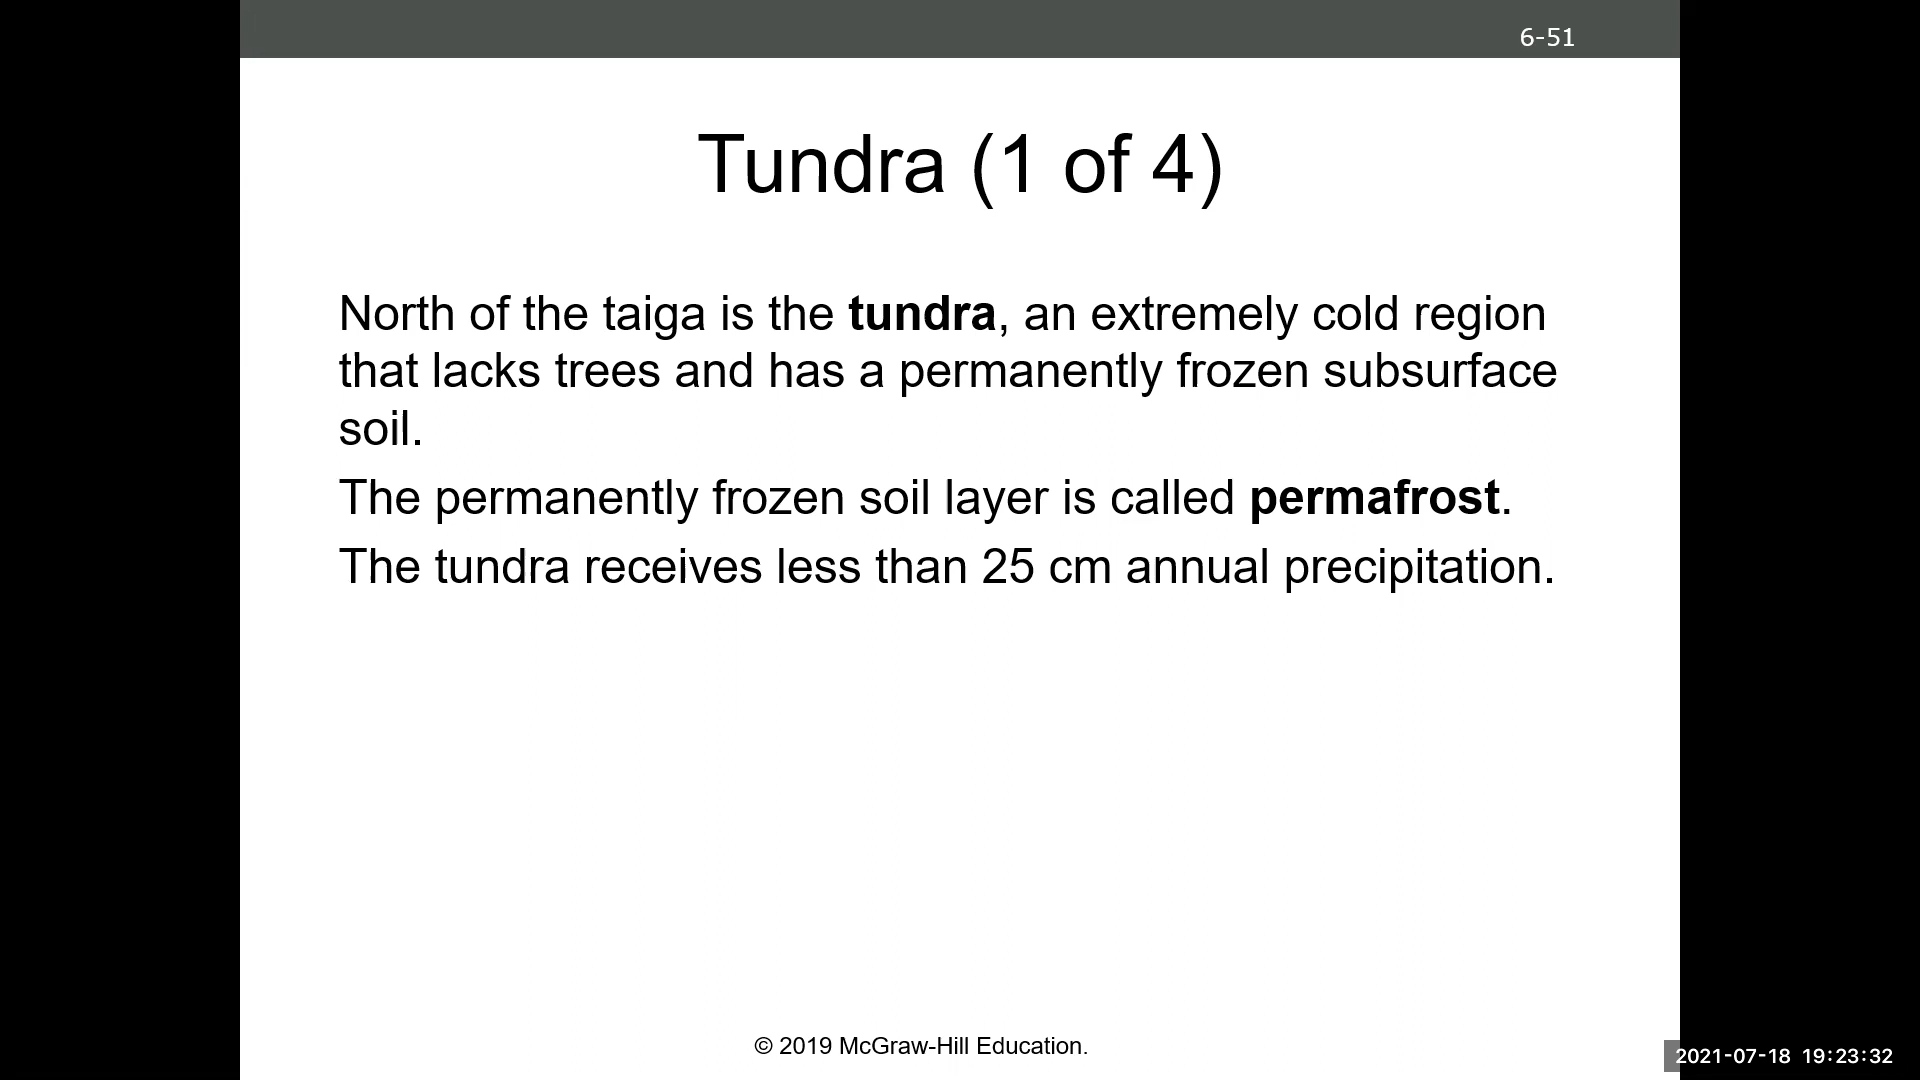 6-51
Tundra (1 of 4)
North of the taiga is the tundra, an extremely cold region
that lacks trees and has a permanently frozen subsurface
soil.
The permanently frozen soil layer is called permafrost.
The tundra receives less than 25 cm annual precipitation.
© 2019 McGraw-Hill Education.
2021-07-18 19:23:32